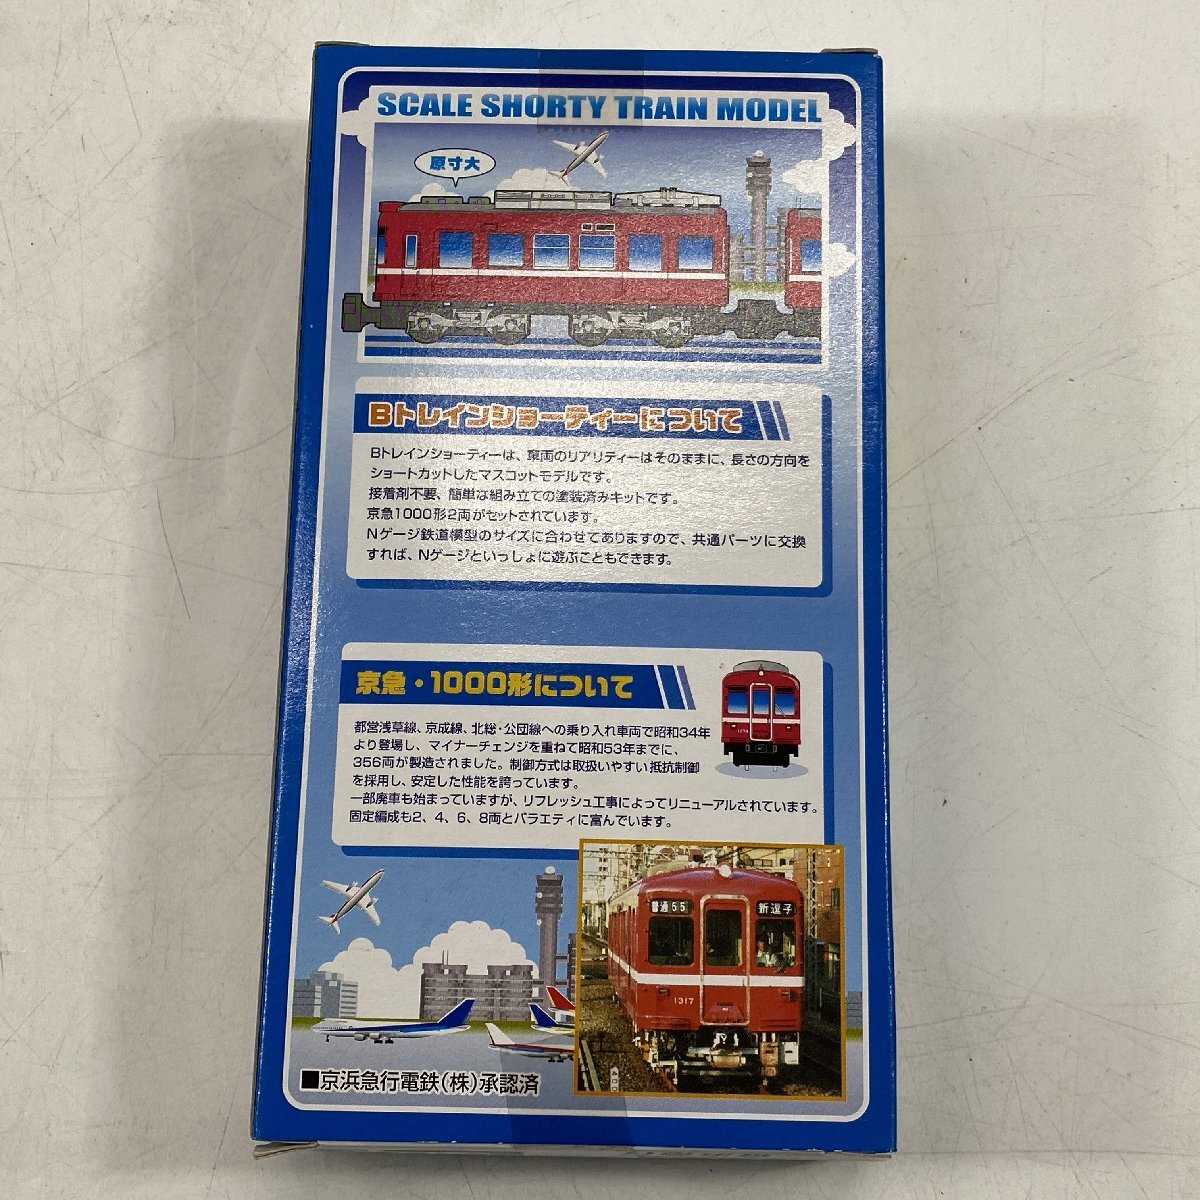 SCALE SHORTY TRAIN MODEL
原寸大
Bトレインショーティーについて
Bトレインショーティーは、車両のリアリティーはそのままに、長さの方向を
ショートカットしたマスコットモデルです。
接着剤不要、簡単な組み立ての塗装済みキットです。
京急1000形2両がセットされています。
Nゲージ鉄道模型のサイズに合わせてありますので、共通パーツに交換
すれば、Nゲージといっしょに遊ぶこともできます。
京急・1000形について
都営浅草線、京成線、北総・公団線への乗り入れ車両で昭和34年
より登場し、マイナーチェンジを重ねて昭和53年までに、
356両が製造されました。制御方式は取扱いやすい抵抗制御
を採用し、安定した性能を誇っています。
一部廃車も始まっていますが、リフレッシュ工事によってリニューアルされています。
固定編成も2、4、6、8両とバラエティに富んでいます。
普通55
新逗子
1317
■京浜急行電鉄(株)承認済